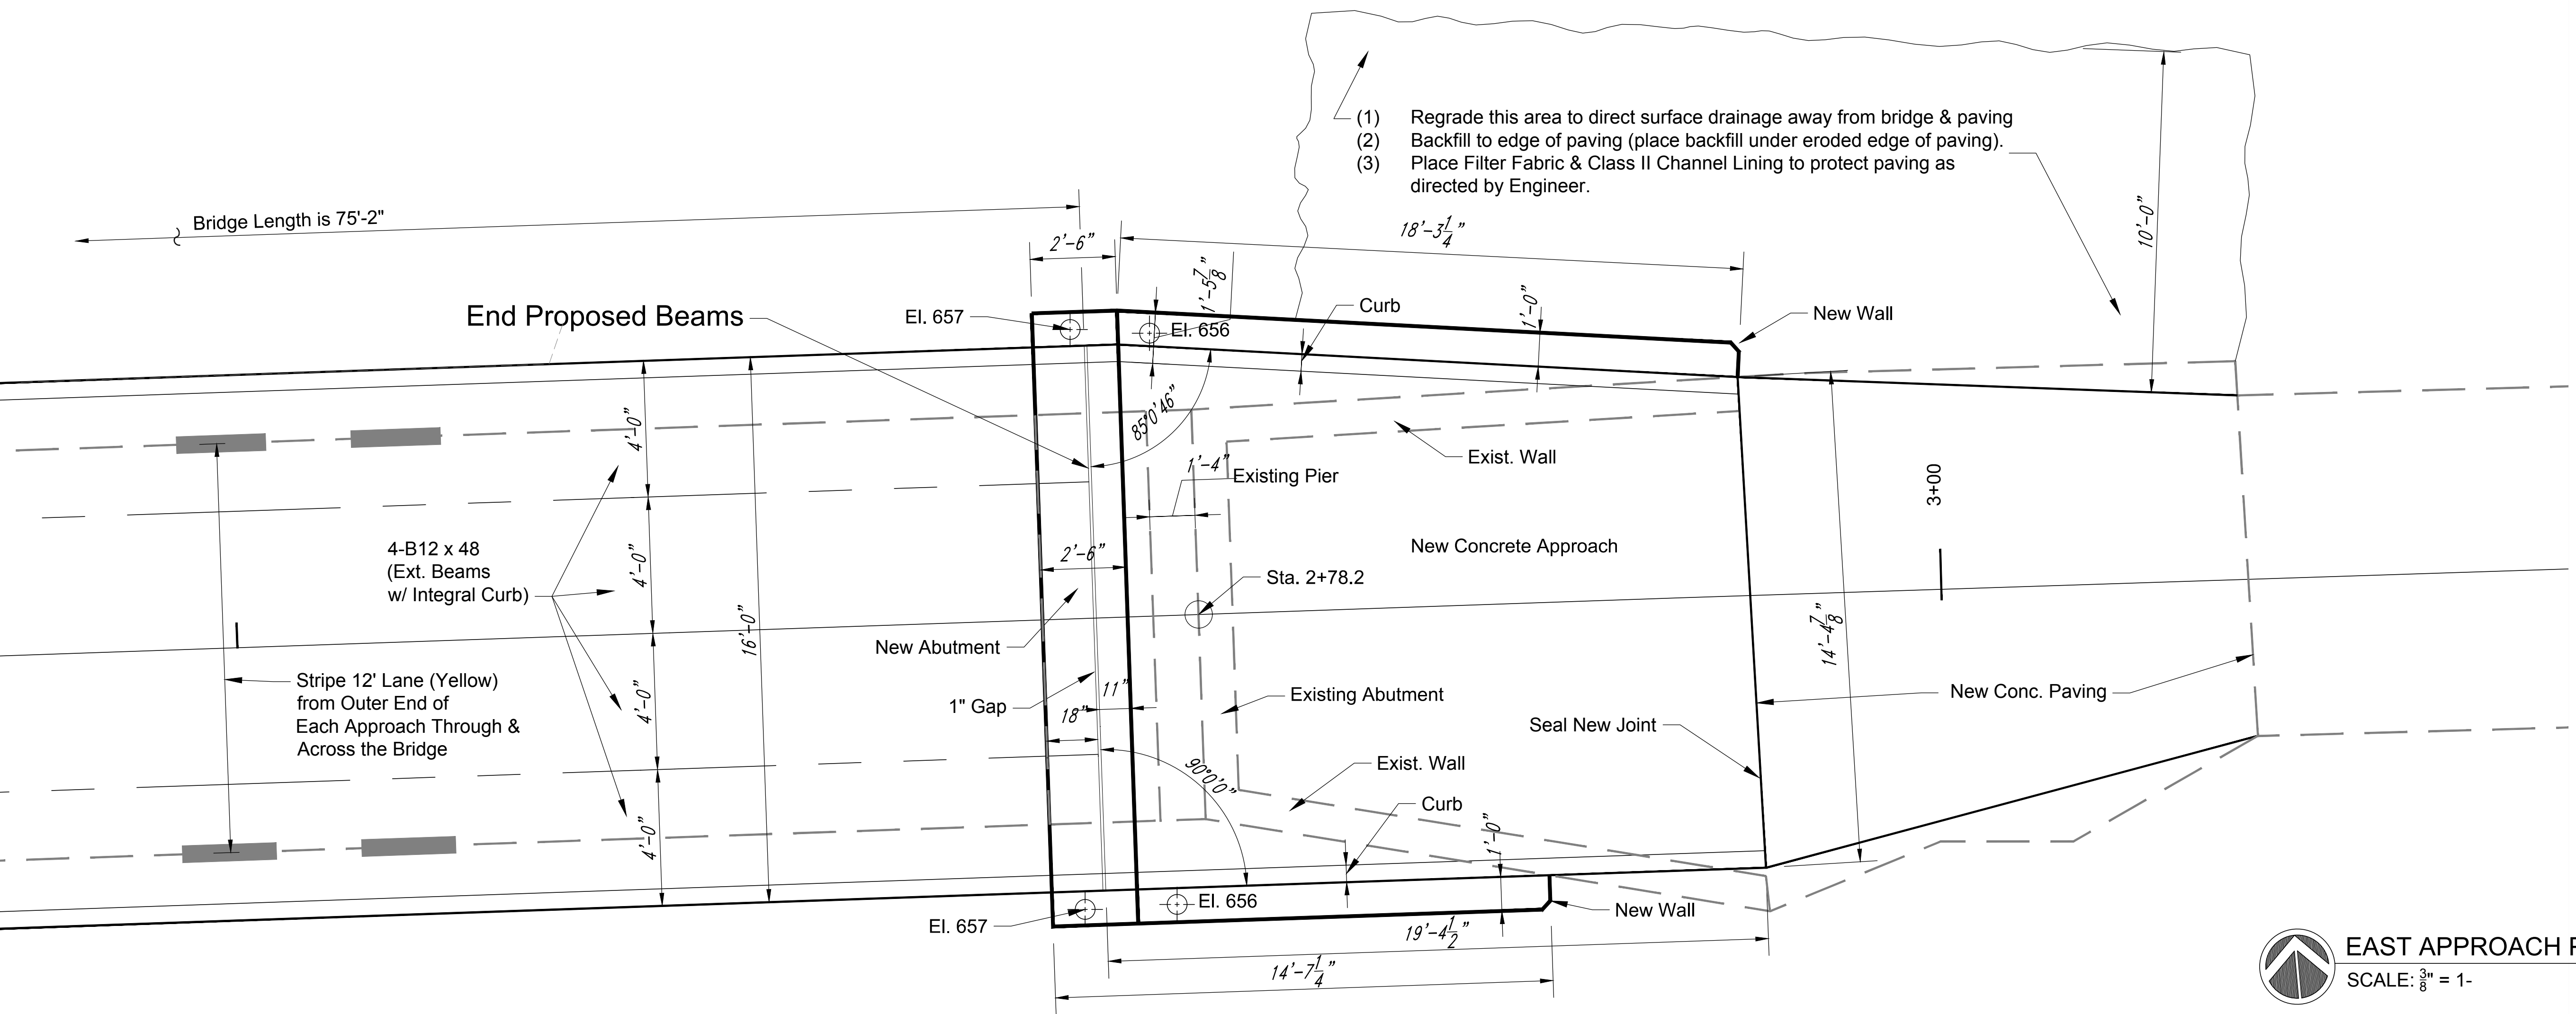 (1) Regrade this area to direct surface drainage away from bridge & paving
(2) Backfill to edge of paving (place backfill under eroded edge of paving).
(3) Place Filter Fabric & Class II Channel Lining to protect paving as
directed by Engineer.
10'-0"
Bridge Length is 75'-2"
2'-6"
18'-3 1/4"
1'-5 7/8"
1'-0"
End Proposed Beams
El. 657
El. 656
Curb
New Wall
4'-0"
85°0'46"
1'-4"
Existing Pier
Exist. Wall
3+00
4-B12 x 48
(Ext. Beams
w/ Integral Curb)
4'-0"
2'-6"
New Concrete Approach
Sta. 2+78.2
16'-0"
New Abutment
14'-4 7/8"
Stripe 12' Lane (Yellow)
from Outer End of
Each Approach Through &
Across the Bridge
4'-0"
1" Gap
11"
18"
Existing Abutment
New Conc. Paving
Seal New Joint
90°0'0"
Exist. Wall
Curb
4'-0"
1'-0"
El. 657
El. 656
New Wall
19'-4 1/2"
14'-7 1/4"
EAST APPROACH
SCALE: 3/8" = 1-